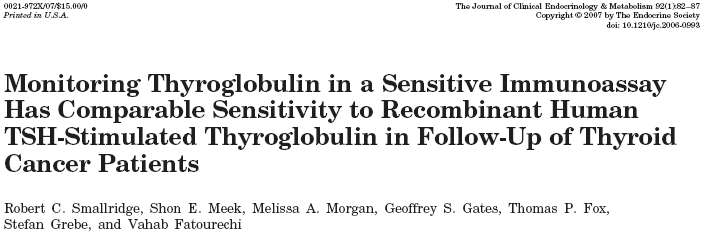 0021-972X/07/$15.00/0
Printed in U.S.A.
The Journal of Clinical Endocrinology & Metabolism 92(1):82–87
Copyright © 2007 by The Endocrine Society
doi: 10.1210/jc.2006-0993
Monitoring Thyroglobulin in a Sensitive Immunoassay
Has Comparable Sensitivity to Recombinant Human
TSH-Stimulated Thyroglobulin in Follow-Up of Thyroid
Cancer Patients
Robert C. Smallridge, Shon E. Meek, Melissa A. Morgan, Geoffrey S. Gates, Thomas P. Fox,
Stefan Grebe, and Vahab Fatourechi